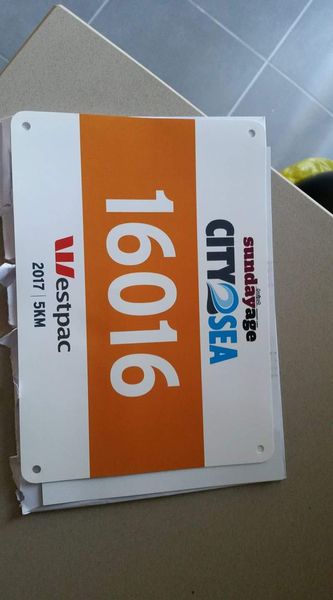 sundayage
CITY2SEA
16016
Westpac
2017 | 5KM